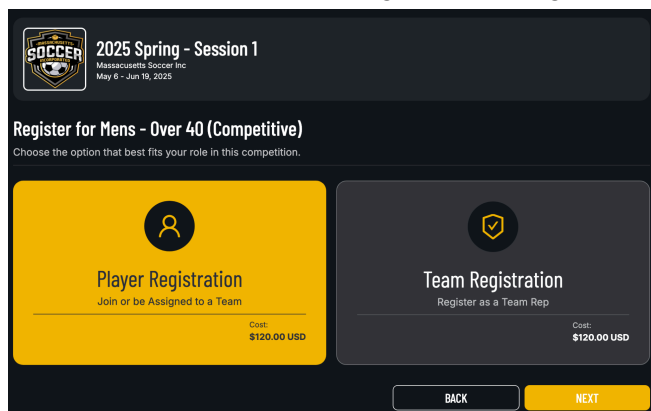 MASSACHUSETTS
SOCCER
INCORPORATED
2025 Spring - Session 1
Massacusetts Soccer Inc
May 6 - Jun 19, 2025
Register for Mens - Over 40 (Competitive)
Choose the option that best fits your role in this competition.
Player Registration
Join or be Assigned to a Team
Cost:
$120.00 USD
Team Registration
Register as a Team Rep
Cost:
$120.00 USD
BACK
NEXT